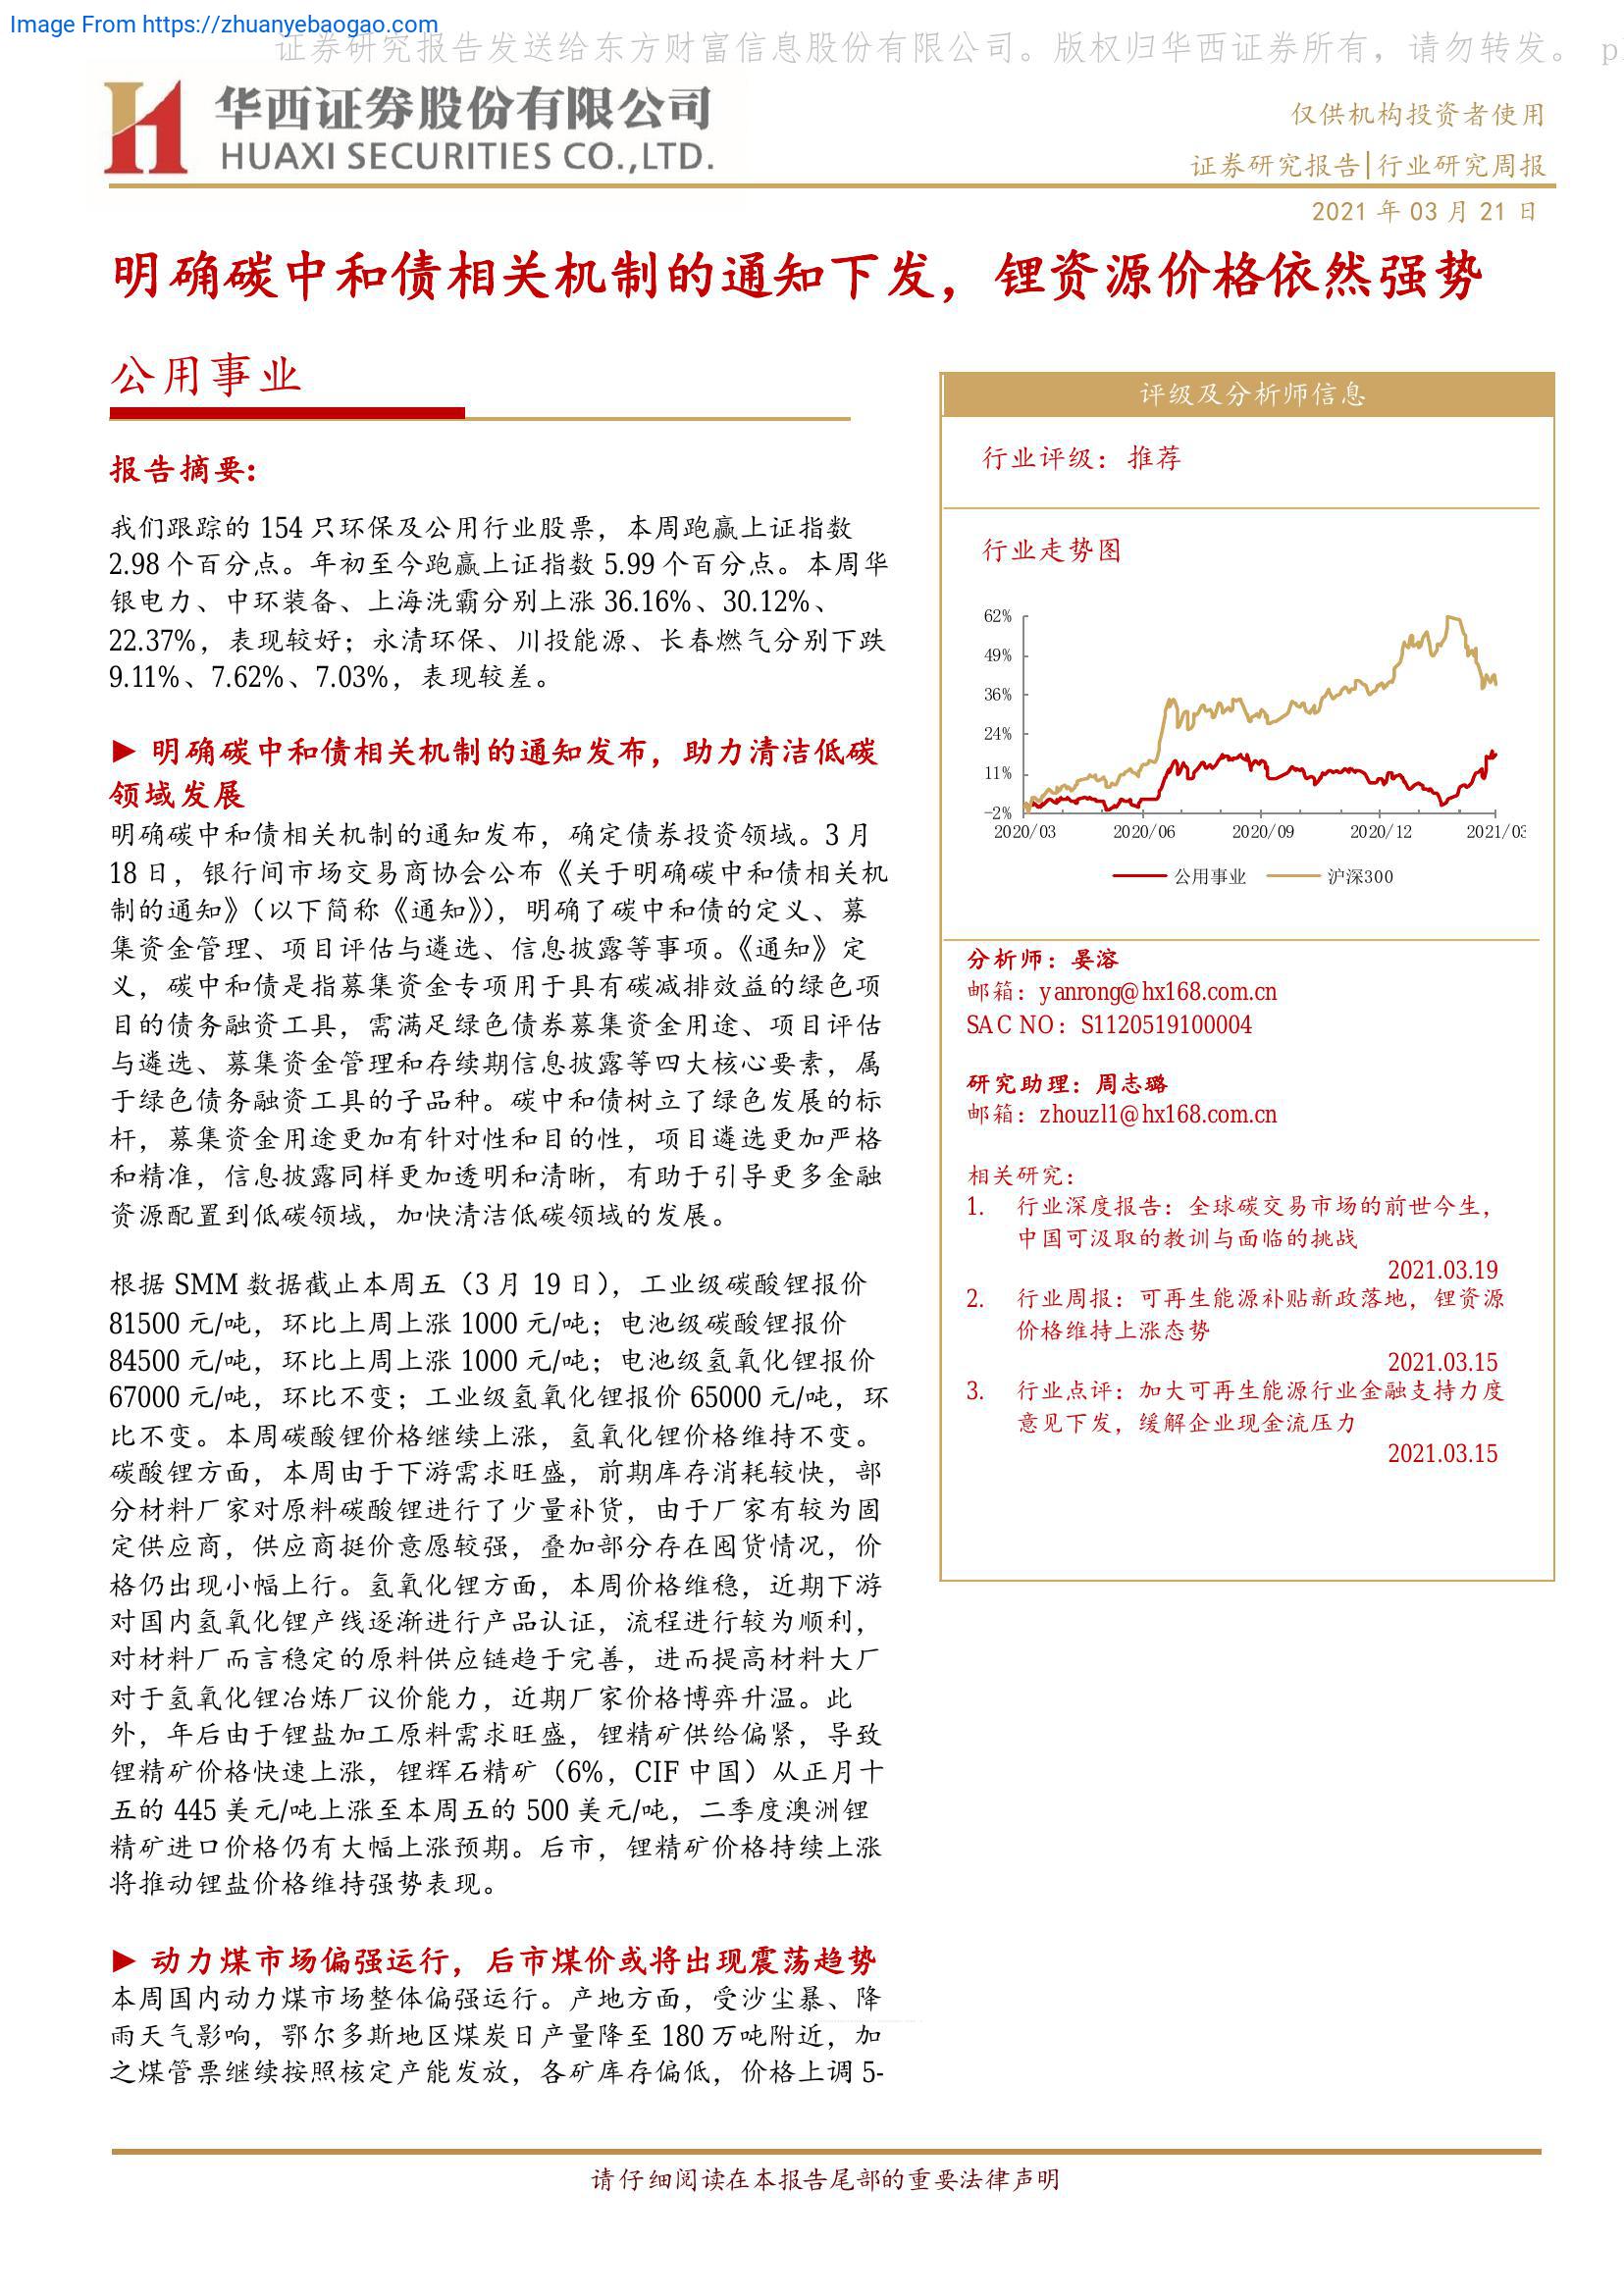 Image From https://zhuanyebaogao.com
证券研究报告发送给东方财富信息股份有限公司。版权归华西证券所有，请勿转发。 p
华西证券股份有限公司
HUAXI SECURITIES CO.,LTD.
仅供机构投资者使用
证券研究报告|行业研究周报
2021 年 03 月 21 日
明确碳中和债相关机制的通知下发，锂资源价格依然强势
公用事业
报告摘要:
我们跟踪的 154 只环保及公用行业股票，本周跑赢上证指数
2.98 个百分点。年初至今跑赢上证指数 5.99 个百分点。本周华
银电力、中环装备、上海洗霸分别上涨 36.16%、30.12%、
22.37%，表现较好；永清环保、川投能源、长春燃气分别下跌
9.11%、7.62%、7.03%，表现较差。
► 明确碳中和债相关机制的通知发布，助力清洁低碳
领域发展
明确碳中和债相关机制的通知发布，确定债券投资领域。3 月
18 日，银行间市场交易商协会公布《关于明确碳中和债相关机
制的通知》（以下简称《通知》），明确了碳中和债的定义、募
集资金管理、项目评估与遴选、信息披露等事项。《通知》定
义，碳中和债是指募集资金专项用于具有碳减排效益的绿色项
目的债务融资工具，需满足绿色债券募集资金用途、项目评估
与遴选、募集资金管理和存续期信息披露等四大核心要素，属
于绿色债务融资工具的子品种。碳中和债树立了绿色发展的标
杆，募集资金用途更加有针对性和目的性，项目遴选更加严格
和精准，信息披露同样更加透明和清晰，有助于引导更多金融
资源配置到低碳领域，加快清洁低碳领域的发展。
根据 SMM 数据截止本周五（3 月 19 日），工业级碳酸锂报价
81500 元/吨，环比上周上涨 1000 元/吨；电池级碳酸锂报价
84500 元/吨，环比上周上涨 1000 元/吨；电池级氢氧化锂报价
67000 元/吨，环比不变；工业级氢氧化锂报价 65000 元/吨，环
比不变。本周碳酸锂价格继续上涨，氢氧化锂价格维持不变。
碳酸锂方面，本周由于下游需求旺盛，前期库存消耗较快，部
分材料厂家对原料碳酸锂进行了少量补货，由于厂家有较为固
定供应商，供应商挺价意愿较强，叠加部分存在囤货情况，价
格仍出现小幅上行。氢氧化锂方面，本周价格维稳，近期下游
对国内氢氧化锂产线逐渐进行产品认证，流程进行较为顺利，
对材料厂而言稳定的原料供应链趋于完善，进而提高材料大厂
对于氢氧化锂冶炼厂议价能力，近期厂家价格博弈升温。此
外，年后由于锂盐加工原料需求旺盛，锂精矿供给偏紧，导致
锂精矿价格快速上涨，锂辉石精矿（6%，CIF 中国）从正月十
五的 445 美元/吨上涨至本周五的 500 美元/吨，二季度澳洲锂
精矿进口价格仍有大幅上涨预期。后市，锂精矿价格持续上涨
将推动锂盐价格维持强势表现。
► 动力煤市场偏强运行，后市煤价或将出现震荡趋势
本周国内动力煤市场整体偏强运行。产地方面，受沙尘暴、降
雨天气影响，鄂尔多斯地区煤炭日产量降至 180 万吨附近，加
之煤管票继续按照核定产能发放，各矿库存偏低，价格上调 5-
评级及分析师信息
行业评级： 推荐
行业走势图
62%
49%
36%
24%
11%
-2%
2020/03 2020/06 2020/09 2020/12 2021/03
公用事业 沪深300
分析师：晏溶
邮箱：yanrong@hx168.com.cn
SAC NO：S1120519100004
研究助理：周志璐
邮箱：zhouzl1@hx168.com.cn
相关研究：
1. 行业深度报告：全球碳交易市场的前世今生，
中国可汲取的教训与面临的挑战
2021.03.19
2. 行业周报：可再生能源补贴新政落地，锂资源
价格维持上涨态势
2021.03.15
3. 行业点评：加大可再生能源行业金融支持力度
意见下发，缓解企业现金流压力
2021.03.15
请仔细阅读在本报告尾部的重要法律声明